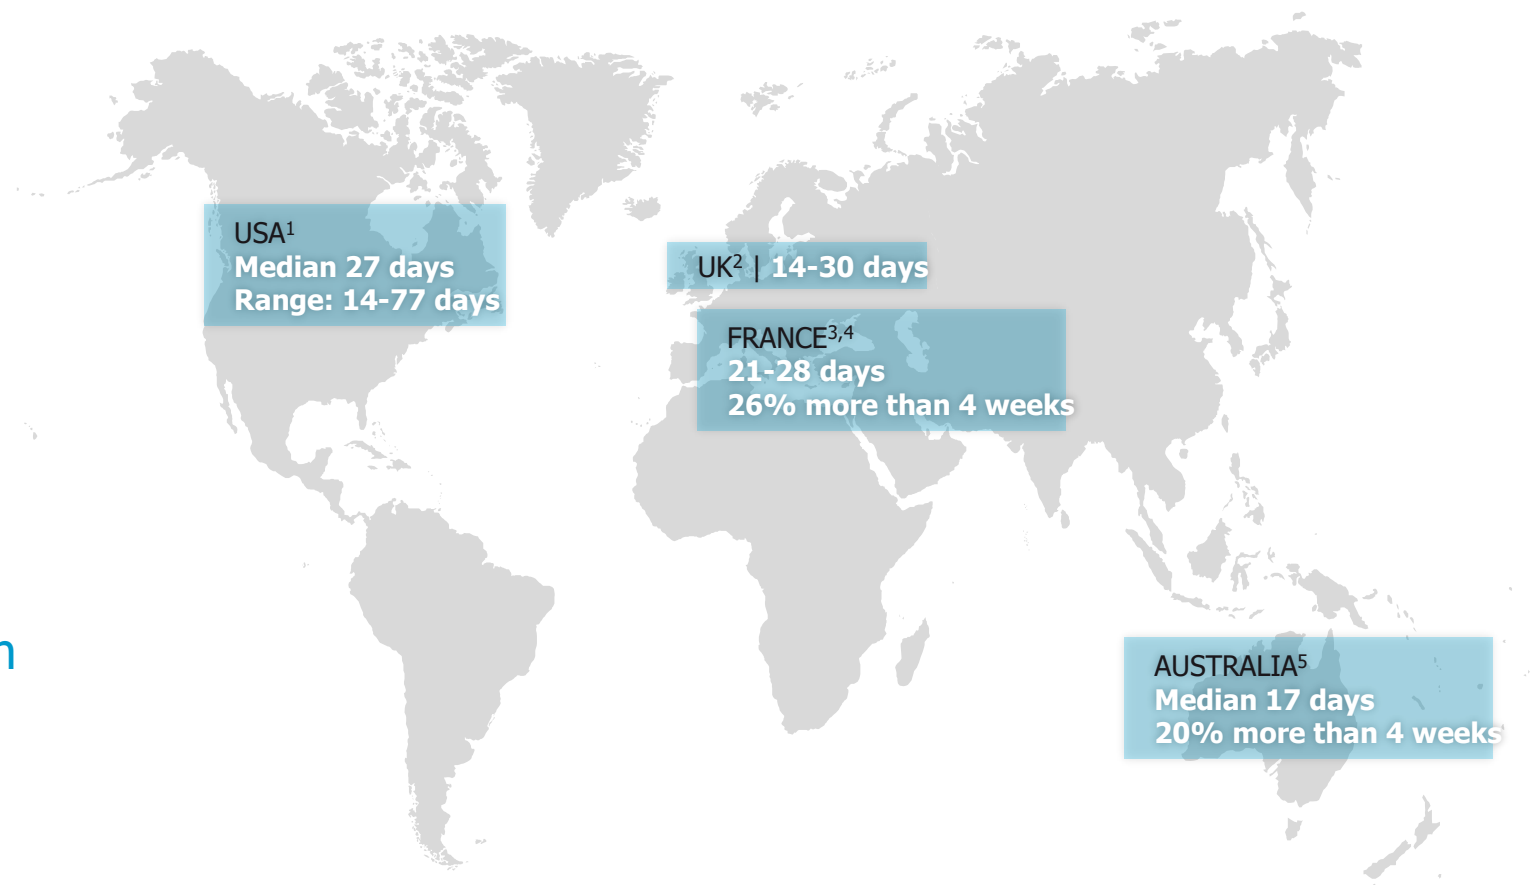 USA¹
Median 27 days
Range: 14-77 days
UK² | 14-30 days
FRANCE³,⁴
21-28 days
26% more than 4 weeks
n
AUSTRALIA⁵
Median 17 days
20% more than 4 weeks